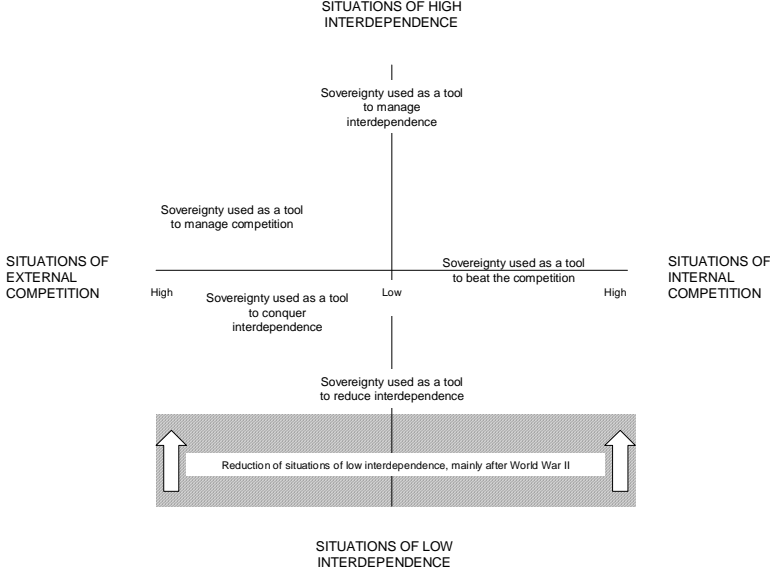 SITUATIONS OF HIGH
INTERDEPENDENCE
Sovereignty used as a tool
to manage
interdependence
Sovereignty used as a tool
to manage competition
SITUATIONS OF
EXTERNAL
COMPETITION
Sovereignty used as a tool
to beat the competition
SITUATIONS OF
INTERNAL
COMPETITION
High
Low
High
Sovereignty used as a tool
to conquer
interdependence
Sovereignty used as a tool
to reduce interdependence
Reduction of situations of low interdependence, mainly after World War II
SITUATIONS OF LOW
INTERDEPENDENCE